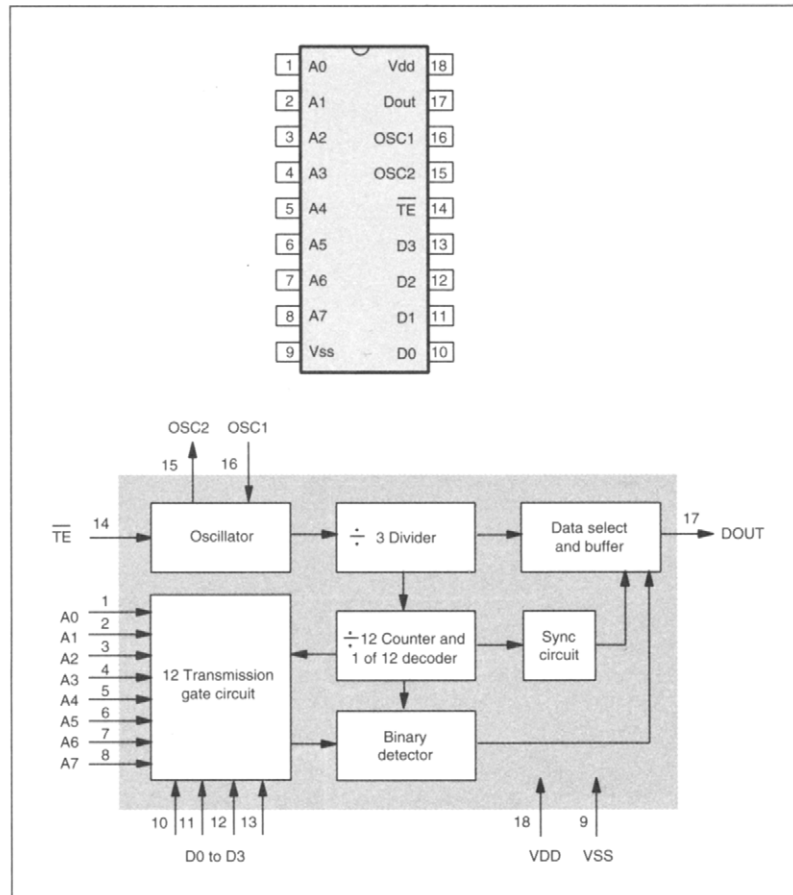 1 A0 Vdd 18
2 A1 Dout 17
3 A2 OSC1 16
4 A3 OSC2 15
5 A4 T̅E̅ 14
6 A5 D3 13
7 A6 D2 12
8 A7 D1 11
9 Vss D0 10
OSC2 OSC1
15 16
T̅E̅ 14
Oscillator
÷ 3 Divider
Data select
and buffer
17
DOUT
A0 1
A1 2
A2 3
A3 4
A4 5
A5 6
A6 7
A7 8
12 Transmission
gate circuit
÷ 12 Counter and
1 of 12 decoder
Sync
circuit
Binary
detector
10 11 12 13
D0 to D3
18 9
VDD VSS